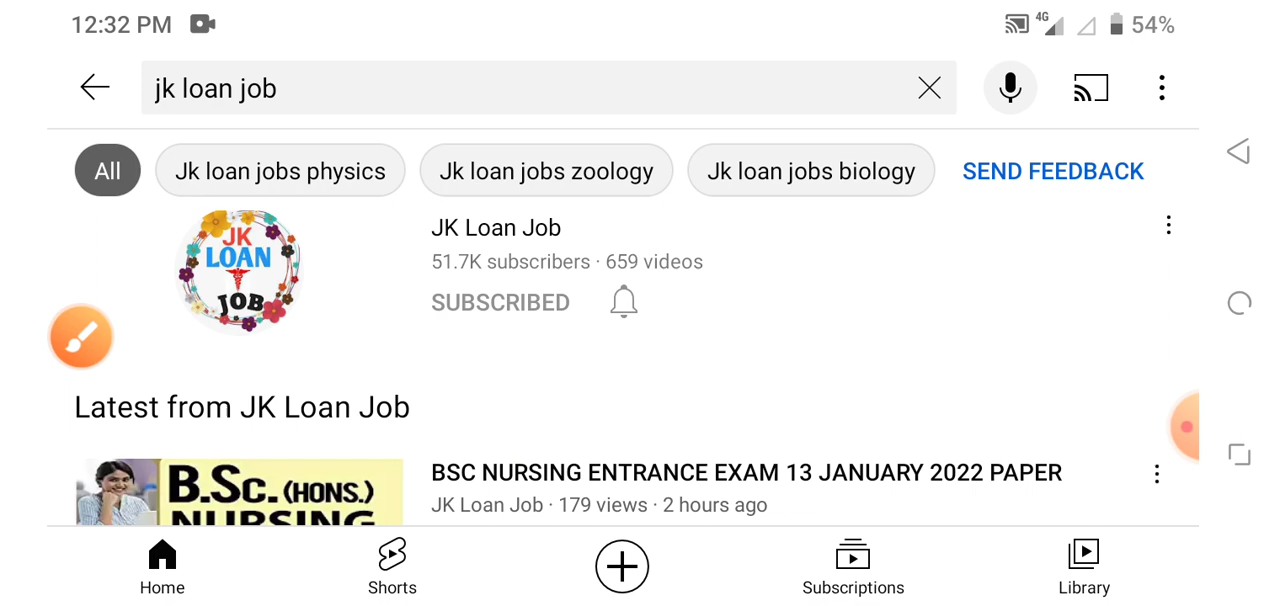 12:32 PM
4G
54%
jk loan job
All
Jk loan jobs physics
Jk loan jobs zoology
Jk loan jobs biology
SEND FEEDBACK
JK
LOAN
JOB
JK Loan Job
51.7K subscribers · 659 videos
SUBSCRIBED
Latest from JK Loan Job
B.Sc. (HONS.)
NURSING
BSC NURSING ENTRANCE EXAM 13 JANUARY 2022 PAPER
JK Loan Job · 179 views · 2 hours ago
Home
Shorts
Subscriptions
Library